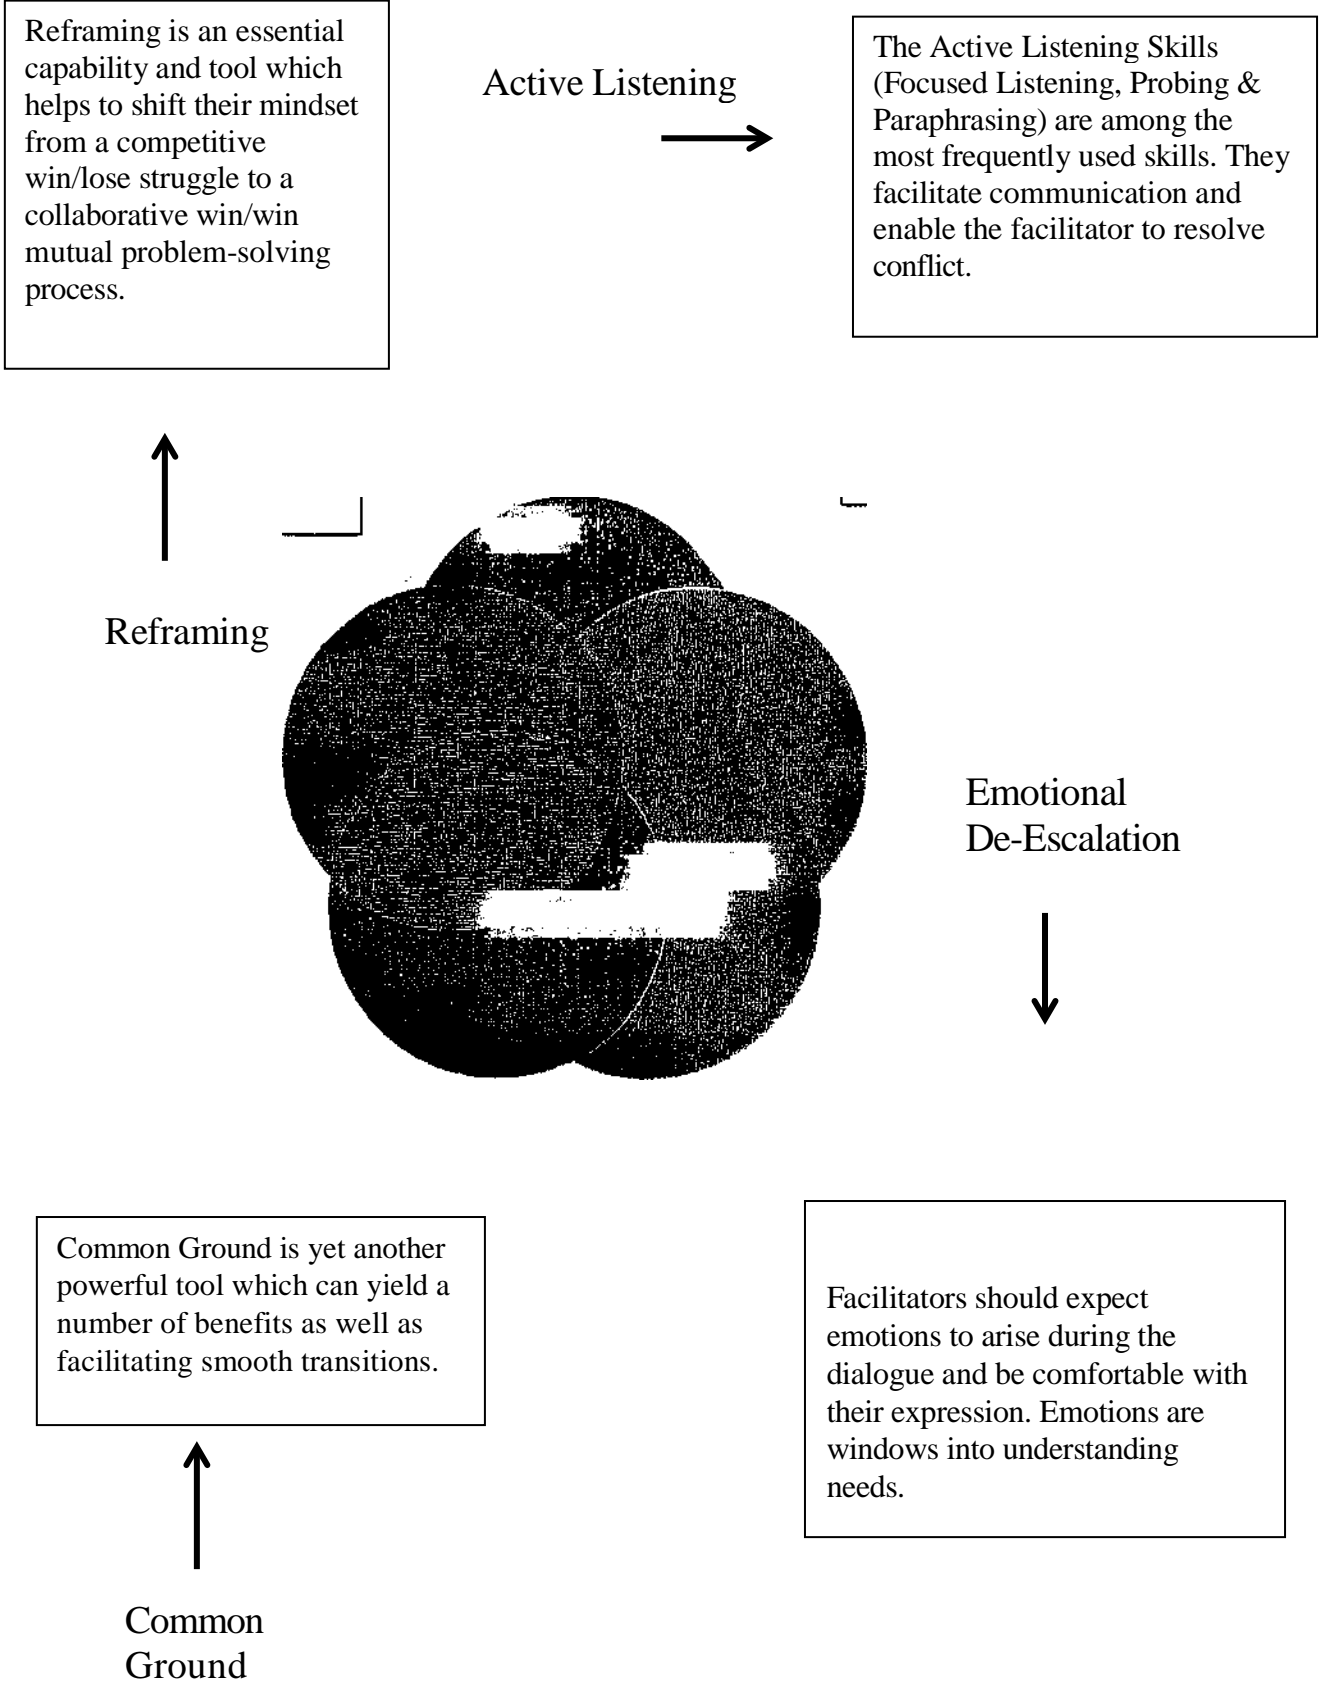 Reframing is an essential
capability and tool which
helps to shift their mindset
from a competitive
win/lose struggle to a
collaborative win/win
mutual problem-solving
process.
Active Listening
The Active Listening Skills
(Focused Listening, Probing &
Paraphrasing) are among the
most frequently used skills. They
facilitate communication and
enable the facilitator to resolve
conflict.
Reframing
Emotional
De-Escalation
Common Ground is yet another
powerful tool which can yield a
number of benefits as well as
facilitating smooth transitions.
Facilitators should expect
emotions to arise during the
dialogue and be comfortable with
their expression. Emotions are
windows into understanding
needs.
Common
Ground